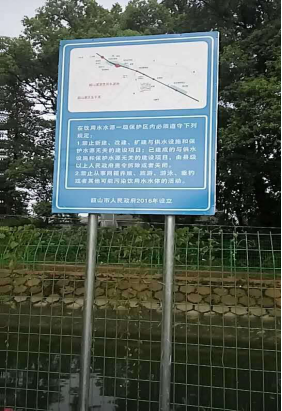 在饮用水水源一级保护区内必须遵守下列
规定:
1.禁止新建、改建、扩建与供水设施和保
护水源无关的建设项目;已建成的与供水
设施和保护水源无关的建设项目,由县级
以上人民政府责令拆除或者关闭。
2.禁止从事网箱养殖、旅游、游泳、垂钓
或者其他可能污染饮用水水体的活动。
韶山市人民政府2016年设立